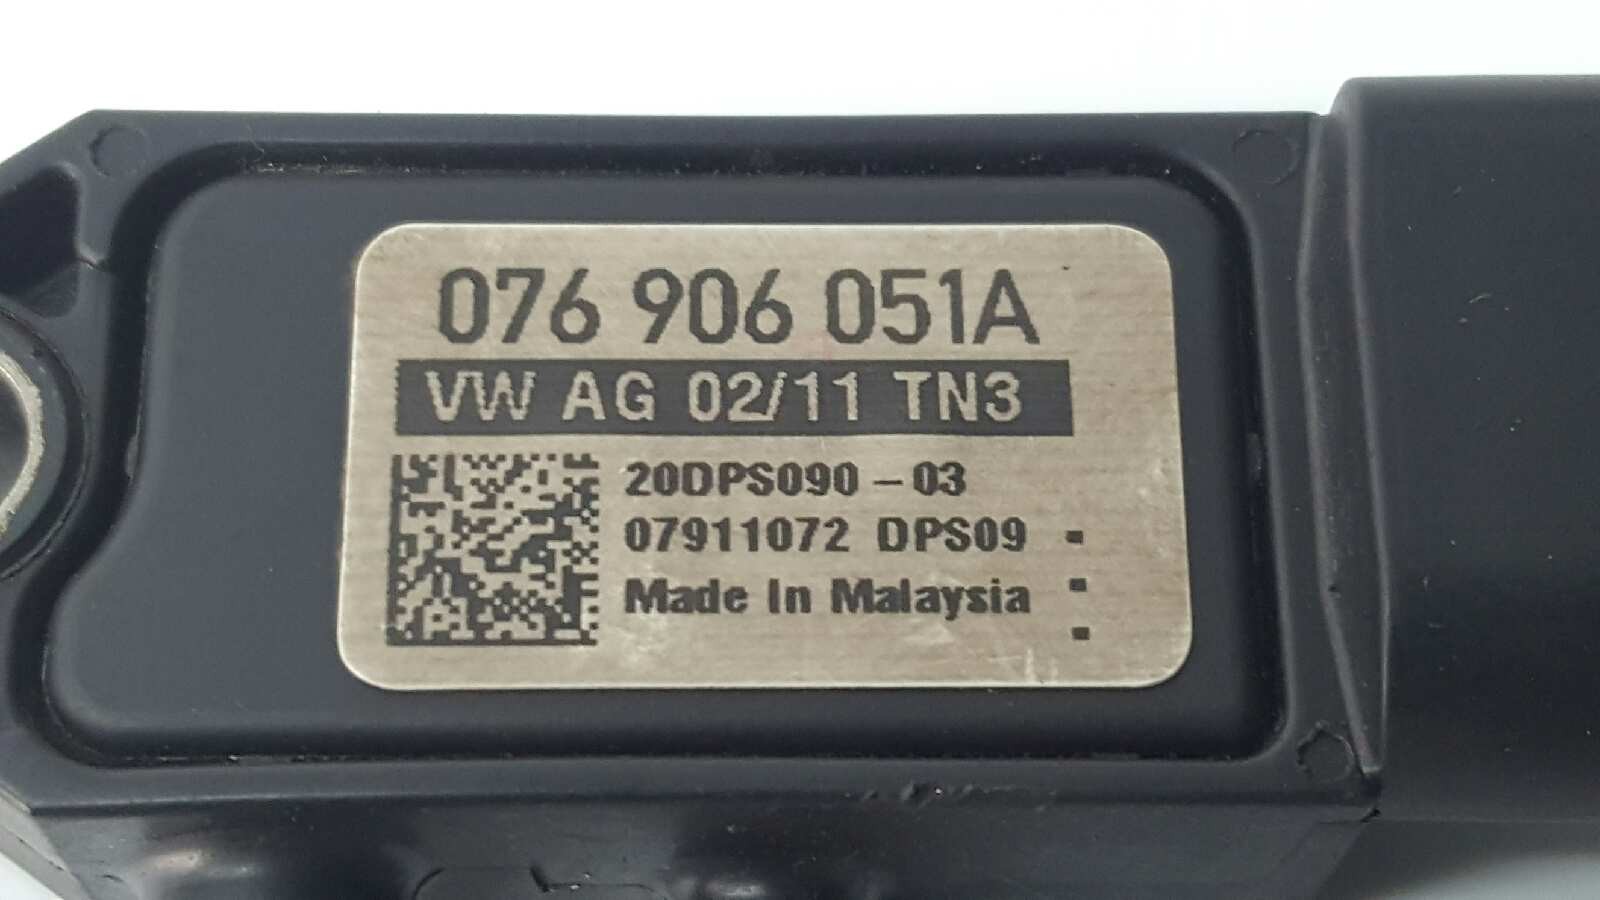 076 906 051A
VW AG 02/11 TN3
20DPS090-03
07911072 DPS09
Made In Malaysia